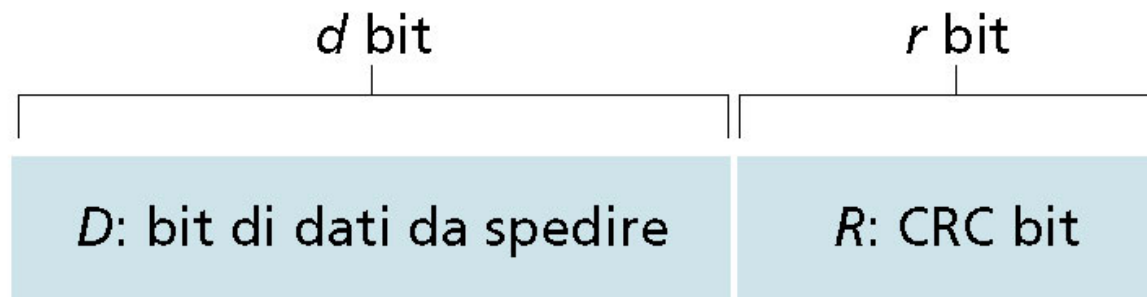 d bit r bit
D: bit di dati da spedire R: CRC bit